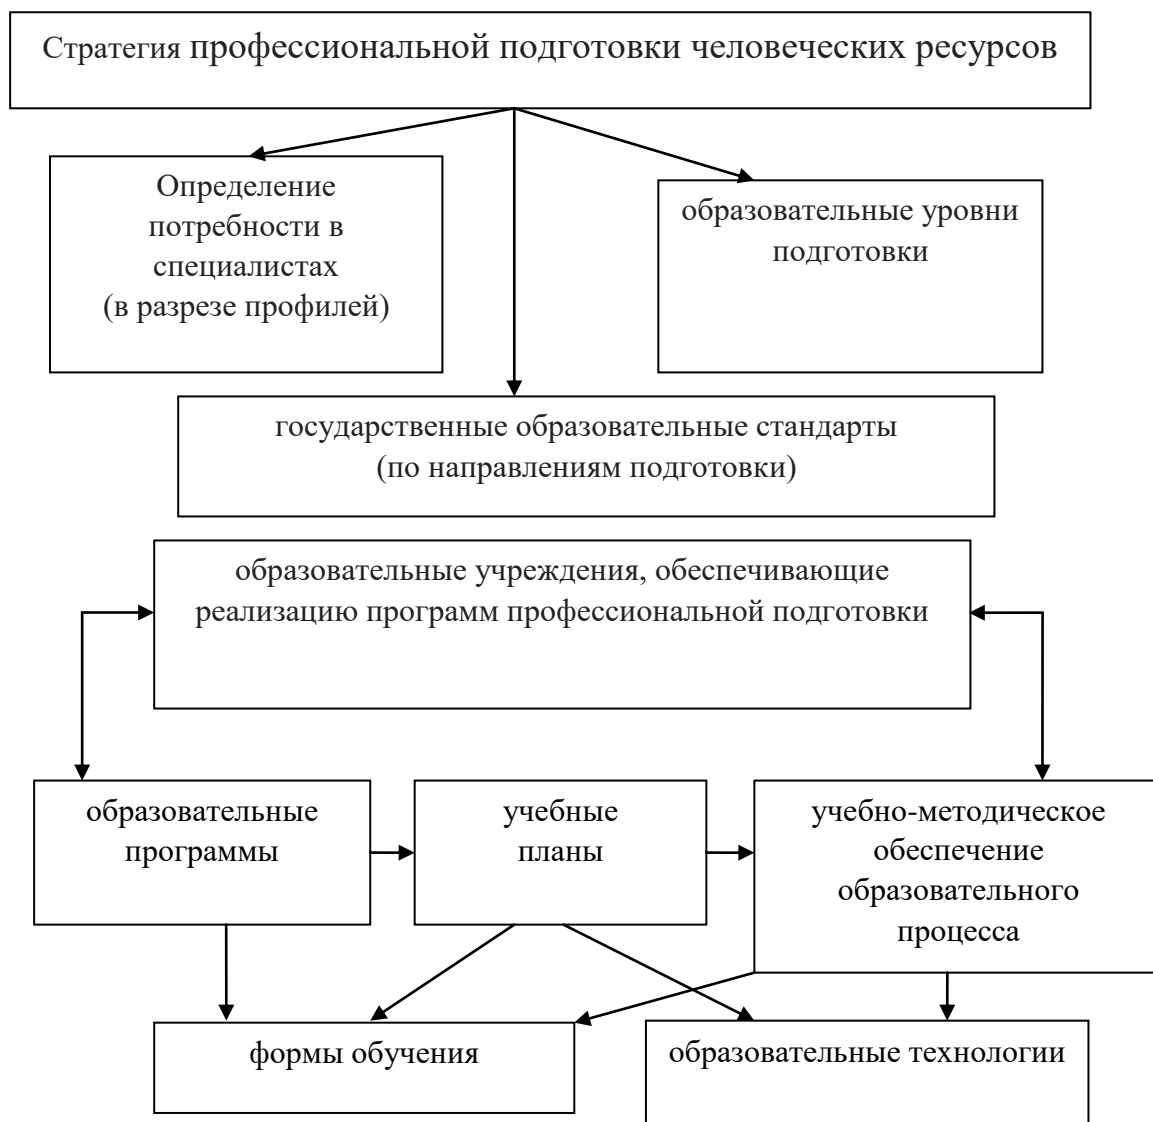 Стратегия профессиональной подготовки человеческих ресурсов
Определение
потребности в
специалистах
(в разрезе профилей)
образовательные уровни
подготовки
государственные образовательные стандарты
(по направлениям подготовки)
образовательные учреждения, обеспечивающие
реализацию программ профессиональной подготовки
образовательные
программы
учебные
планы
учебно-методическое
обеспечение
образовательного
процесса
формы обучения
образовательные технологии